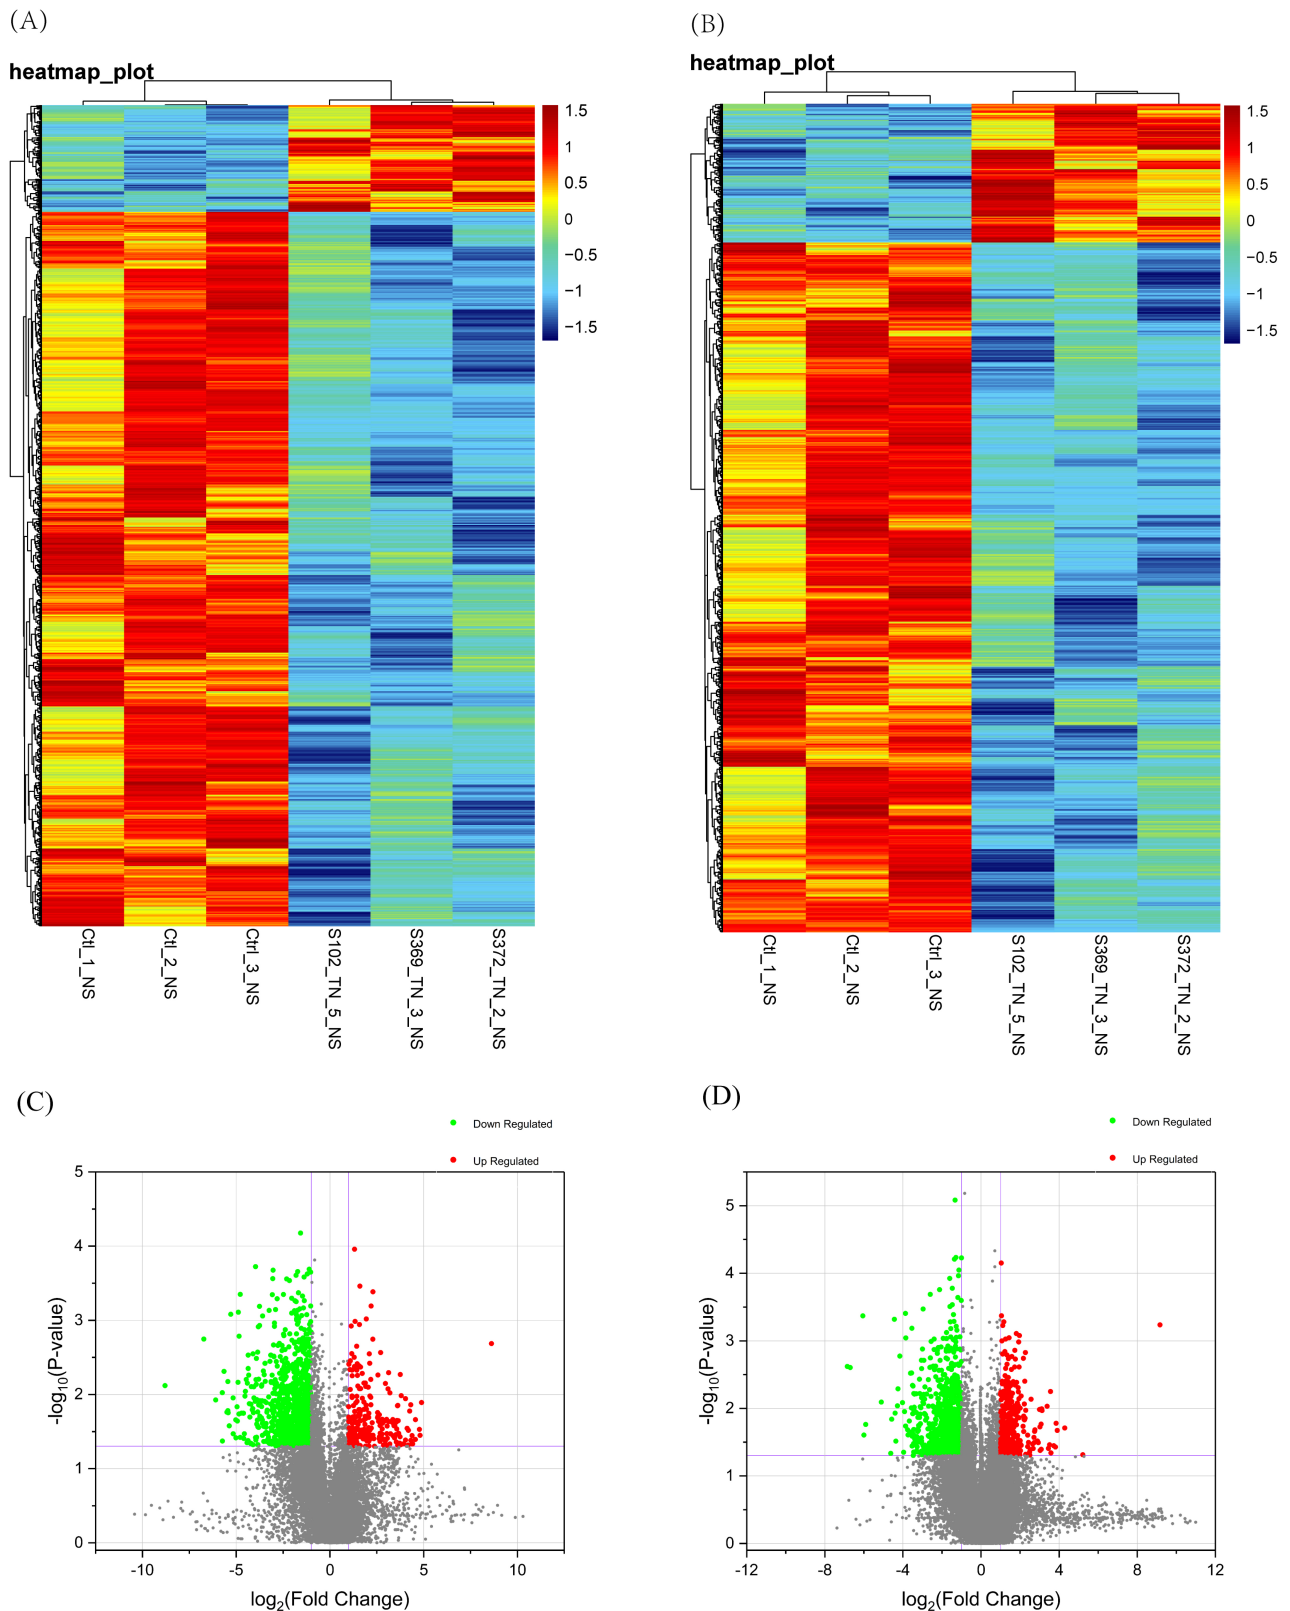 (A)
heatmap_plot
1.5
1
0.5
0
−0.5
−1
−1.5
Ctl_1_NS
Ctl_2_NS
Ctrl_3_NS
S102_TN_5_NS
S369_TN_3_NS
S372_TN_2_NS
(B)
heatmap_plot
1.5
1
0.5
0
−0.5
−1
−1.5
Ctl_1_NS
Ctl_2_NS
Ctrl_3_NS
S102_TN_5_NS
S369_TN_3_NS
S372_TN_2_NS
(C)
Down Regulated
Up Regulated
5
4
3
2
1
0
-log10(P-value)
-10 -5 0 5 10
log2(Fold Change)
(D)
Down Regulated
Up Regulated
5
4
3
2
1
0
-log10(P-value)
-12 -8 -4 0 4 8 12
log2(Fold Change)